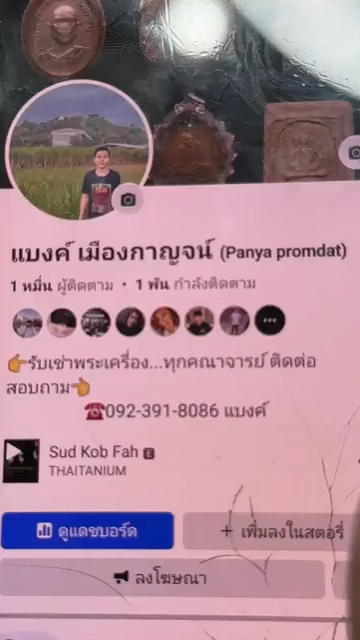 แบงค์ เมืองกาญจน์ (Panya promdat)
1 หมื่น ผู้ติดตาม • 1 พัน กำลังติดตาม
👉รับเช่าพระเครื่อง...ทุกคณาจารย์ ติดต่อ
สอบถาม👈
☎092-391-8086 แบงค์
Sud Kob Fah E
THAITANIUM
ดูแดชบอร์ด
+ เพิ่มลงในสตอรี่
ลงโฆษณา